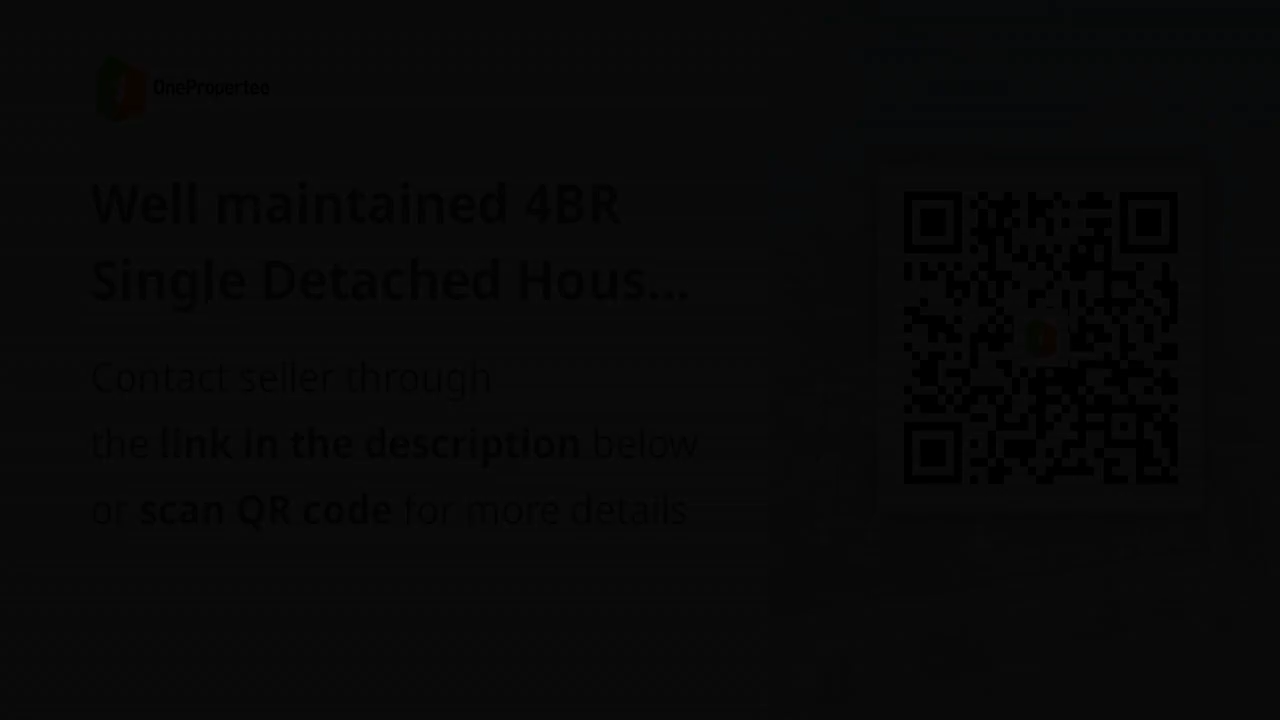 OnePropertee
Well maintained 4BR
Single Detached Hous...
Contact seller through
the link in the description below
or scan QR code for more details